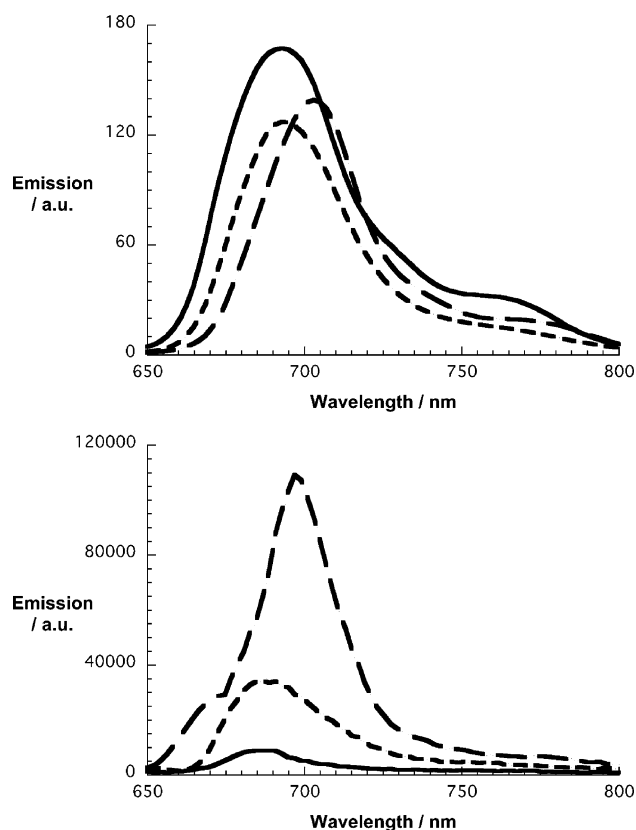 180
120
Emission
/ a.u.
60
0
650 700 750 800
Wavelength / nm
120000
80000
Emission
/ a.u.
40000
0
650 700 750 800
Wavelength / nm